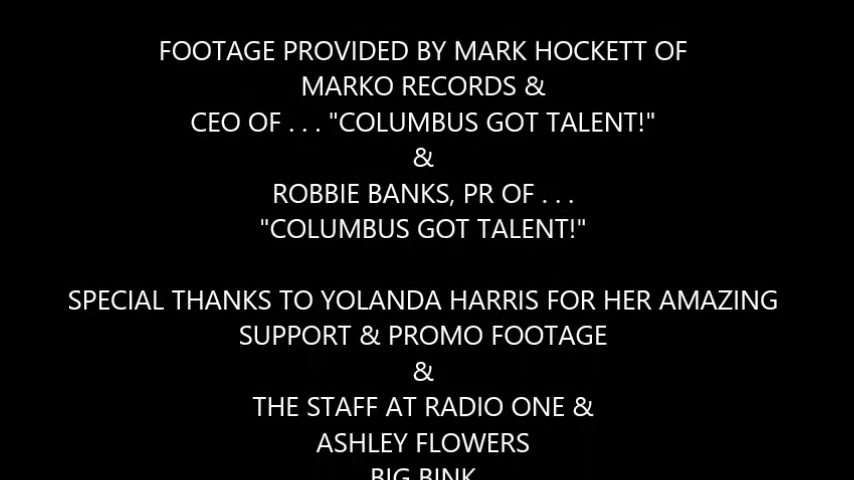 FOOTAGE PROVIDED BY MARK HOCKETT OF
MARKO RECORDS &
CEO OF . . . "COLUMBUS GOT TALENT!"
&
ROBBIE BANKS, PR OF . . .
"COLUMBUS GOT TALENT!"
SPECIAL THANKS TO YOLANDA HARRIS FOR HER AMAZING
SUPPORT & PROMO FOOTAGE
&
THE STAFF AT RADIO ONE &
ASHLEY FLOWERS
BIG BINK